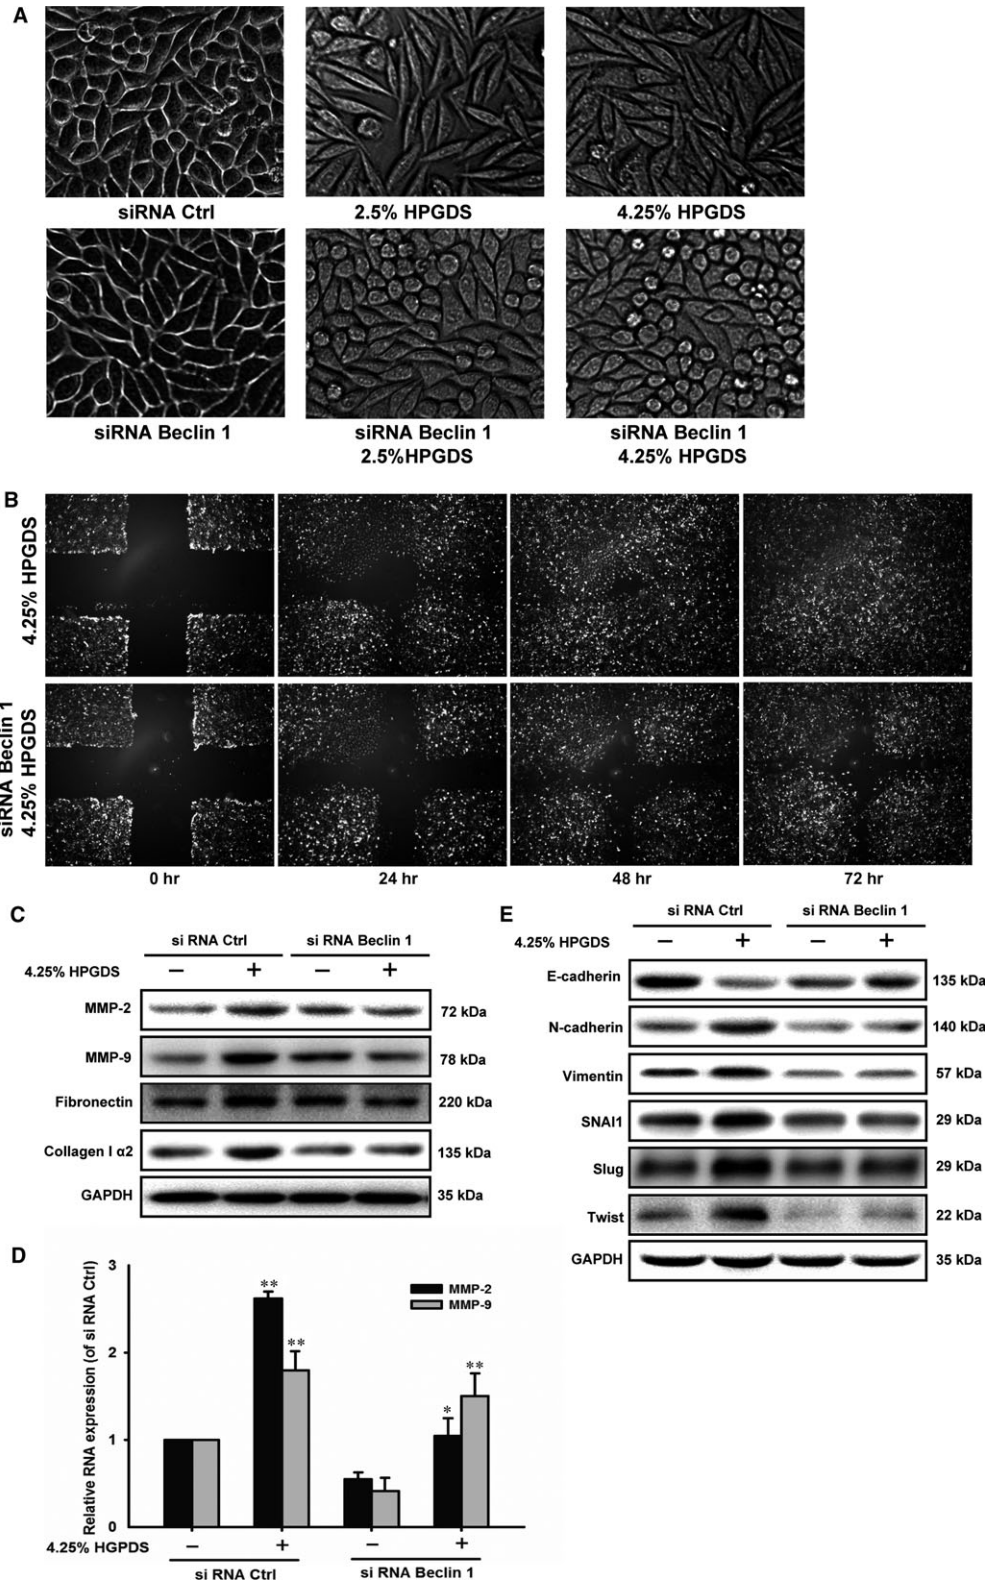 A
siRNA Ctrl
2.5% HPGDS
4.25% HPGDS
siRNA Beclin 1
siRNA Beclin 1
2.5%HPGDS
siRNA Beclin 1
4.25% HPGDS
B
4.25% HPGDS
siRNA Beclin 1
4.25% HPGDS
0 hr
24 hr
48 hr
72 hr
C
si RNA Ctrl
si RNA Beclin 1
4.25% HPGDS
− + − +
MMP-2
72 kDa
MMP-9
78 kDa
Fibronectin
220 kDa
Collagen I α2
135 kDa
GAPDH
35 kDa
D
3
2
1
0
Relative RNA expression (of si RNA Ctrl)
**
**
*
**
MMP-2
MMP-9
4.25% HGPDS
− + − +
si RNA Ctrl
si RNA Beclin 1
E
si RNA Ctrl
si RNA Beclin 1
4.25% HPGDS
− + − +
E-cadherin
135 kDa
N-cadherin
140 kDa
Vimentin
57 kDa
SNAI1
29 kDa
Slug
29 kDa
Twist
22 kDa
GAPDH
35 kDa